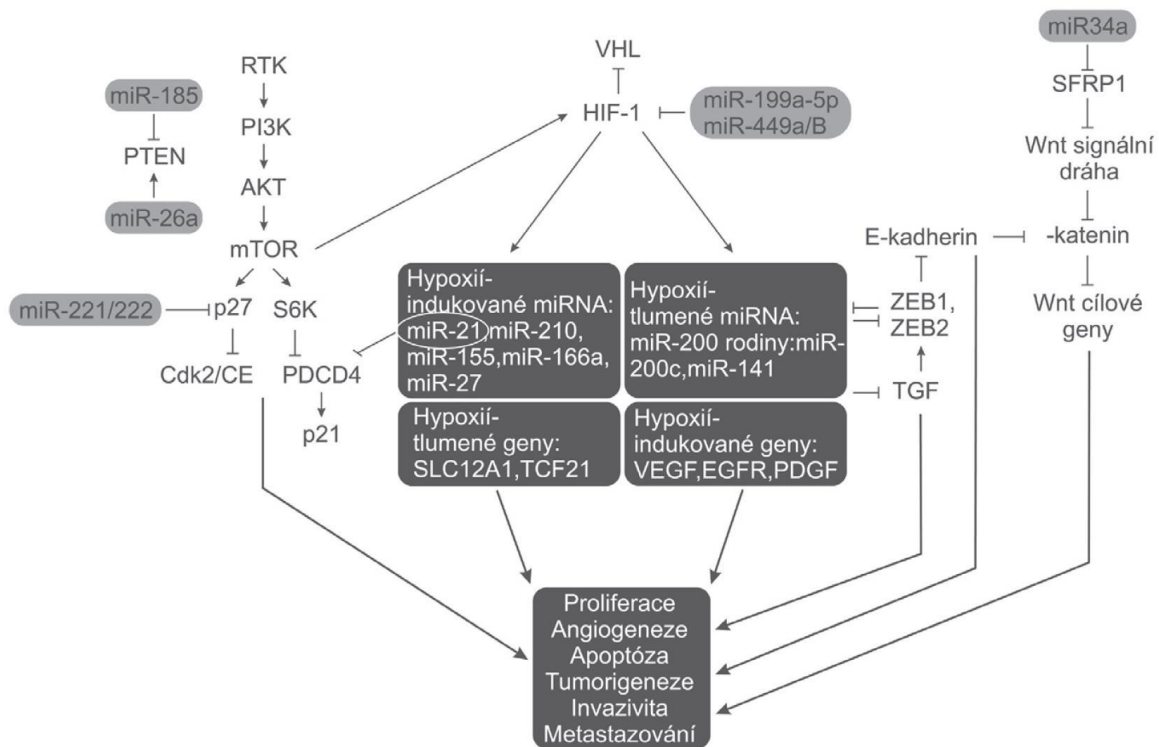 miR34a
SFRP1
Wnt signální
dráha
-katenin
Wnt cílové
geny
VHL
HIF-1
miR-199a-5p
miR-449a/B
RTK
PI3K
AKT
mTOR
miR-185
PTEN
miR-26a
miR-221/222
p27
S6K
Cdk2/CE
PDCD4
p21
Hypoxií-
indukované miRNA:
miR-21,miR-210,
miR-155,miR-166a,
miR-27
Hypoxií-
tlumené miRNA:
miR-200 rodiny:miR-
200c,miR-141
Hypoxií-
tlumené geny:
SLC12A1,TCF21
Hypoxií-
indukované geny:
VEGF,EGFR,PDGF
E-kadherin
ZEB1,
ZEB2
TGF
Proliferace
Angiogeneze
Apoptóza
Tumorigeneze
Invazivita
Metastazování